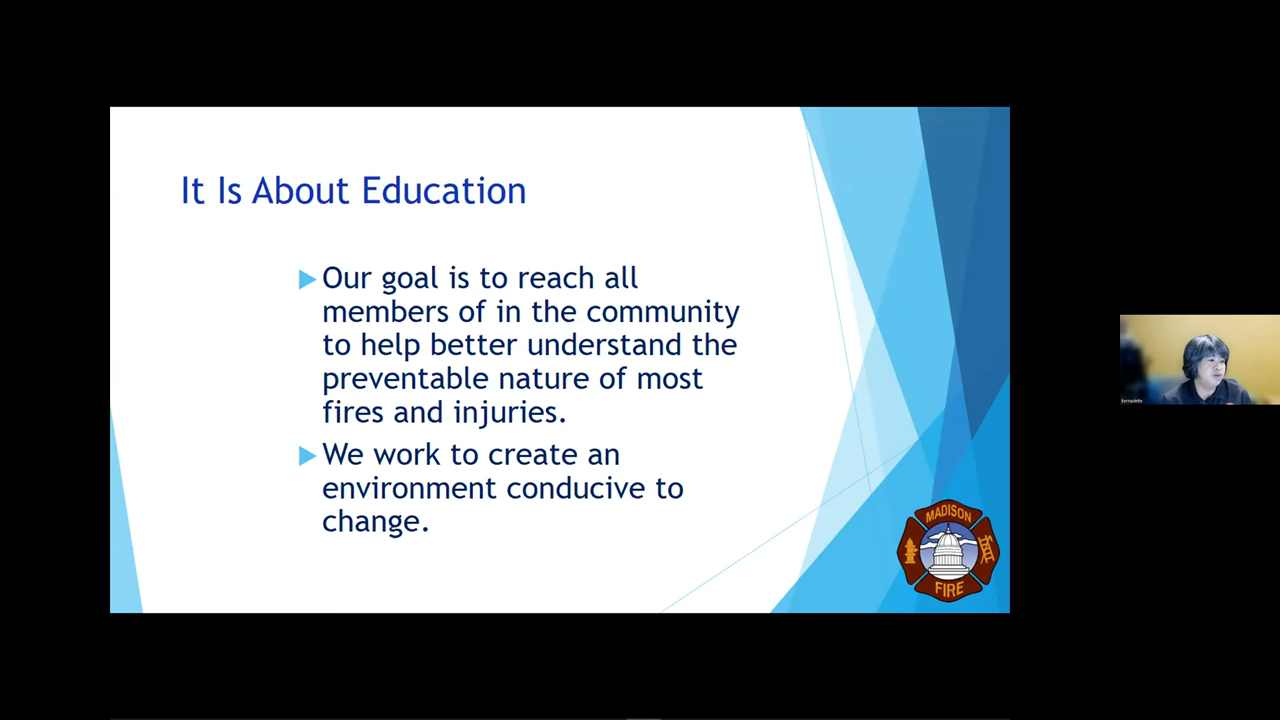 It Is About Education
Our goal is to reach all
members of in the community
to help better understand the
preventable nature of most
fires and injuries.
We work to create an
environment conducive to
change.
MADISON
FIRE
Bernadette